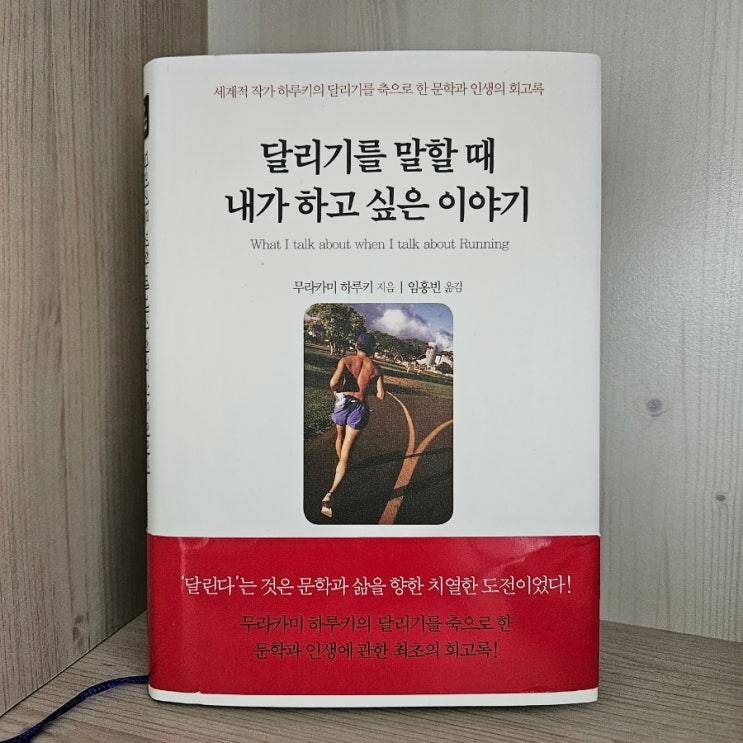 세계적 작가 하루키의 달리기를 축으로 한 문학과 인생의 회고록
달리기를 말할 때
내가 하고 싶은 이야기
What I talk about when I talk about Running
무라카미 하루키 지음 | 임홍빈 옮김
'달린다'는 것은 문학과 삶을 향한 치열한 도전이었다!
무라카미 하루키의 달리기를 축으로 한
문학과 인생에 관한 최초의 회고록!